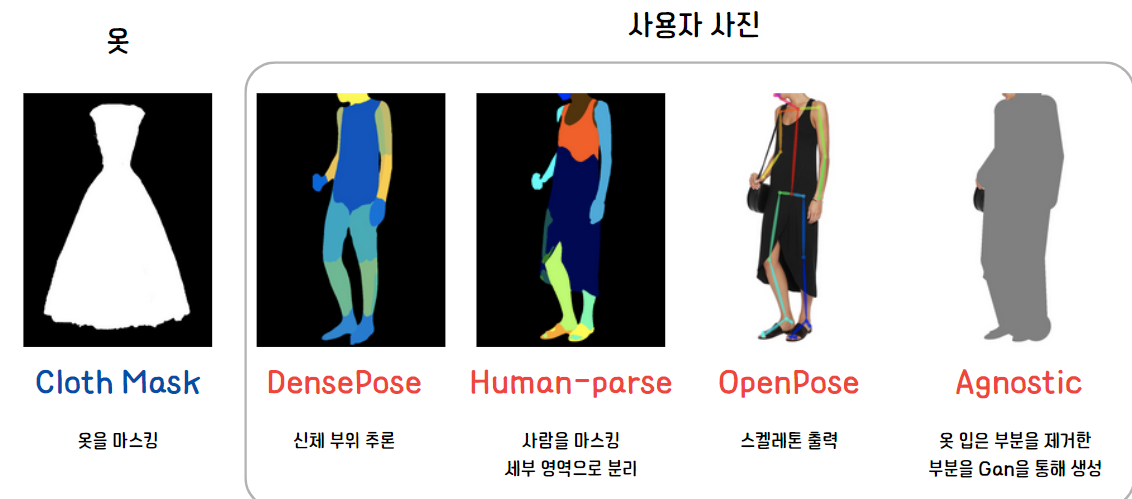 옷
사용자 사진
Cloth Mask
옷을 마스킹
DensePose
신체 부위 추론
Human-parse
사람을 마스킹
세부 영역으로 분리
OpenPose
스켈레톤 출력
Agnostic
옷 입은 부분을 제거한
부분을 Gan을 통해 생성